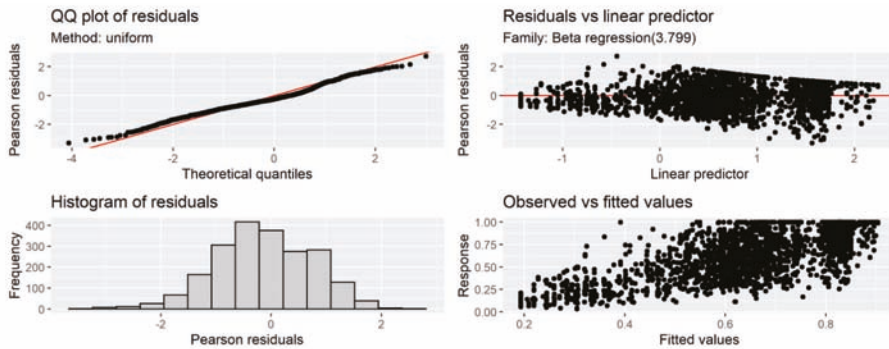 QQ plot of residuals
Method: uniform
Pearson residuals
2
0
-2
-4
-2
0
2
Theoretical quantiles
Residuals vs linear predictor
Family: Beta regression(3.799)
Pearson residuals
2
0
-2
-1
0
1
2
Linear predictor
Histogram of residuals
Frequency
400
300
200
100
0
-2
0
2
Pearson residuals
Observed vs fitted values
Response
1.00
0.75
0.50
0.25
0.00
0.2
0.4
0.6
0.8
Fitted values